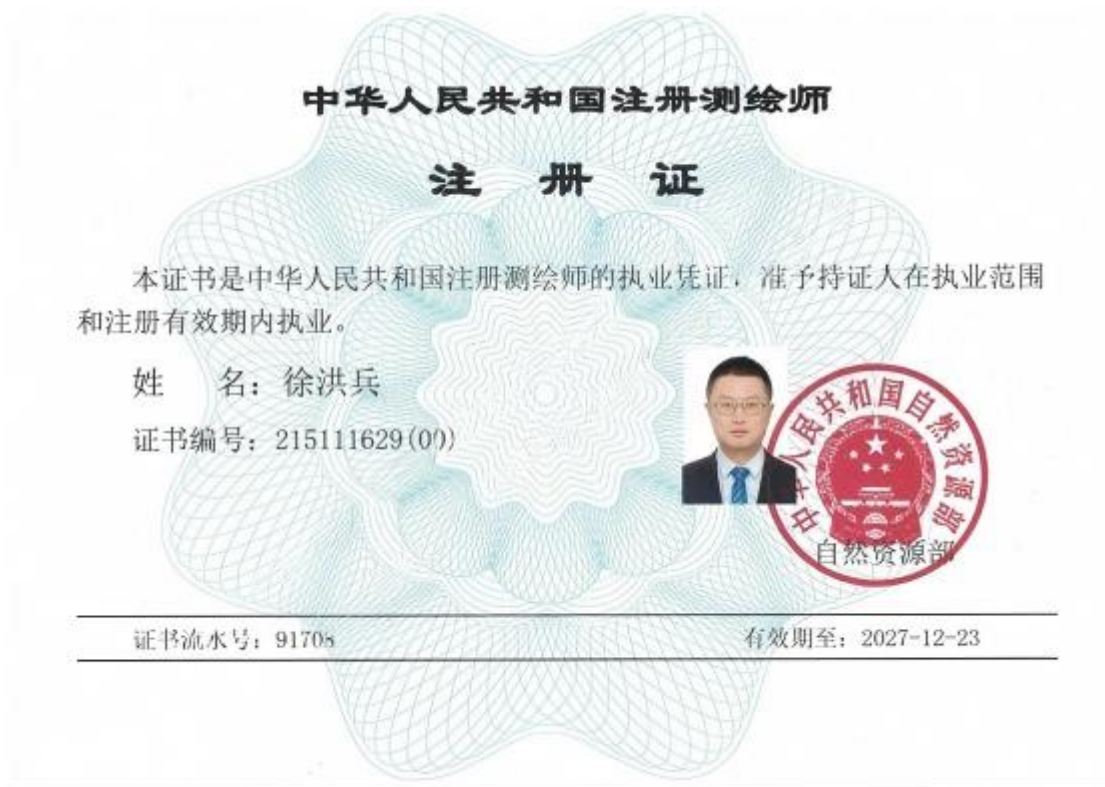 中华人民共和国注册测绘师
注 册 证
本证书是中华人民共和国注册测绘师的执业凭证，准予持证人在执业范围
和注册有效期内执业。
姓 名：徐洪兵
证书编号：215111629(00)
中华人民共和国自然资源部
自然资源部
证书流水号：91708
有效期至：2027-12-23